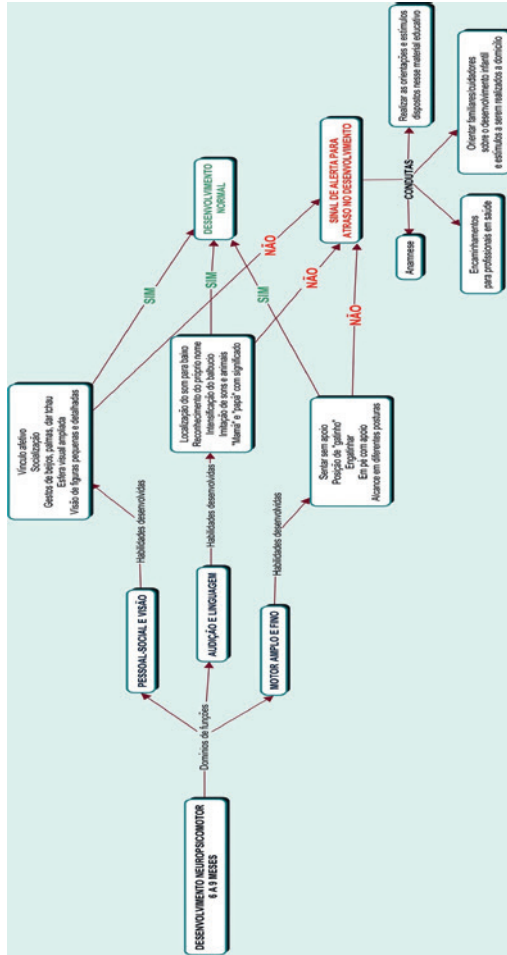 DESENVOLVIMENTO NEUROPSICOMOTOR
6 A 9 MESES
Domínios de funções
PESSOAL-SOCIAL E VISÃO
Habilidades desenvolvidas
Vínculo afetivo
Socialização
Gestos de beijos, palmas, dar tchau
Esfera visual ampliada
Visão de figuras pequenas e detalhadas
AUDIÇÃO E LINGUAGEM
Habilidades desenvolvidas
Localização do som para baixo
Reconhecimento do próprio nome
Intensificação do balbucio
Imitação de sons e animais
"Mamã" e "papá" com significado
MOTOR AMPLO E FINO
Habilidades desenvolvidas
Sentar sem apoio
Posição de "gatinho"
Engatinhar
Em pé com apoio
Alcance em diferentes posturas
SIM
SIM
SIM
NÃO
NÃO
NÃO
DESENVOLVIMENTO
NORMAL
SINAL DE ALERTA PARA
ATRASO NO DESENVOLVIMENTO
CONDUTAS
Anamnese
Realizar as orientações e estímulos
dispostos nesse material educativo
Encaminhamentos
para profissionais em saúde
Orientar familiares/cuidadores
sobre o desenvolvimento infantil
e estímulos a serem realizados a domicílio